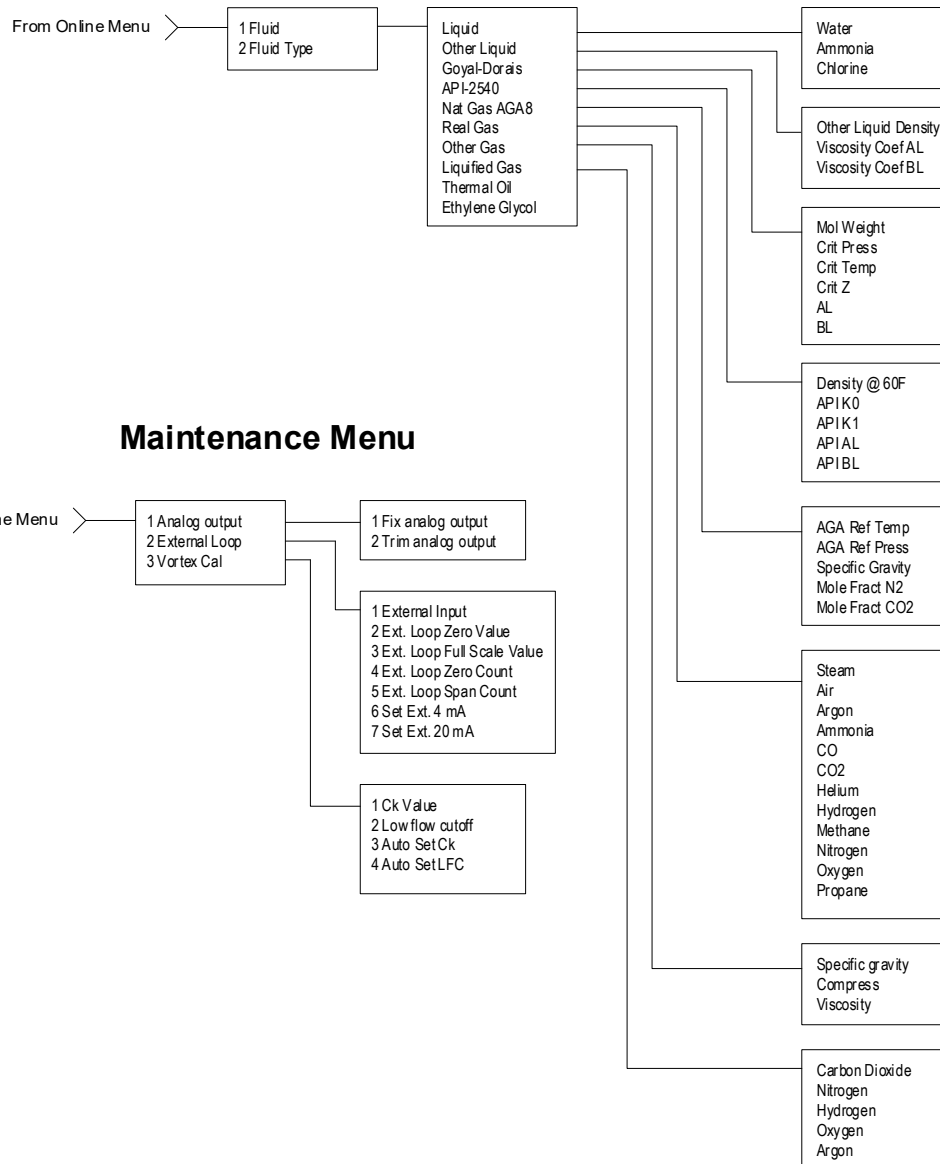 From Online Menu
1 Fluid
2 Fluid Type
Liquid
Other Liquid
Goyal-Dorais
API-2540
Nat Gas AGA8
Real Gas
Other Gas
Liquified Gas
Thermal Oil
Ethylene Glycol
Water
Ammonia
Chlorine
Other Liquid Density
Viscosity Coef AL
Viscosity Coef BL
Mol Weight
Crit Press
Crit Temp
Crit Z
AL
BL
Density @ 60F
API K0
API K1
API AL
API BL
AGA Ref Temp
AGA Ref Press
Specific Gravity
Mole Fract N2
Mole Fract CO2
Steam
Air
Argon
Ammonia
CO
CO2
Helium
Hydrogen
Methane
Nitrogen
Oxygen
Propane
Specific gravity
Compress
Viscosity
Carbon Dioxide
Nitrogen
Hydrogen
Oxygen
Argon
Maintenance Menu
ne Menu
1 Analog output
2 External Loop
3 Vortex Cal
1 Fix analog output
2 Trim analog output
1 External Input
2 Ext. Loop Zero Value
3 Ext. Loop Full Scale Value
4 Ext. Loop Zero Count
5 Ext. Loop Span Count
6 Set Ext. 4 mA
7 Set Ext. 20 mA
1 Ck Value
2 Low flow cutoff
3 Auto Set Ck
4 Auto Set LFC